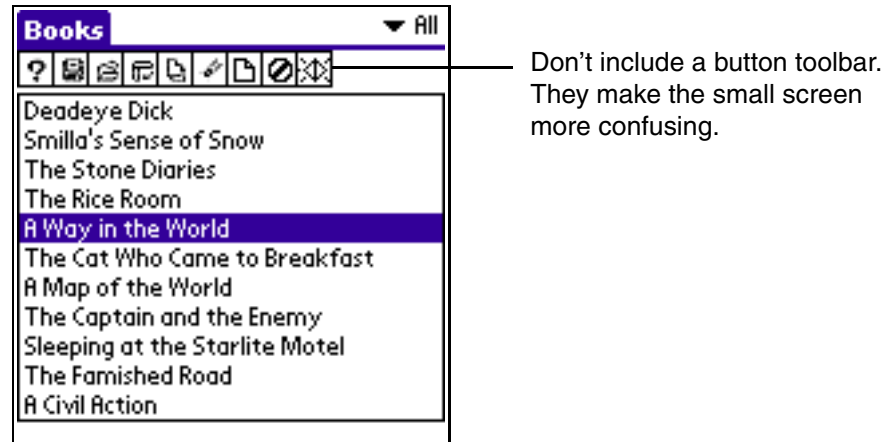 Books
All
?
Don't include a button toolbar.
They make the small screen
more confusing.
Deadeye Dick
Smilla's Sense of Snow
The Stone Diaries
The Rice Room
A Way in the World
The Cat Who Came to Breakfast
A Map of the World
The Captain and the Enemy
Sleeping at the Starlite Motel
The Famished Road
A Civil Action